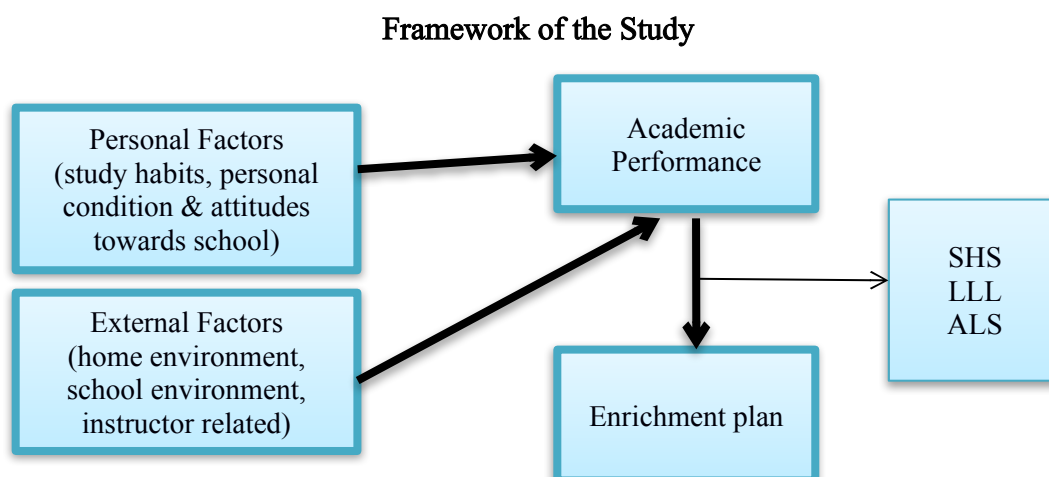 Framework of the Study
Personal Factors
(study habits, personal
condition & attitudes
towards school)
External Factors
(home environment,
school environment,
instructor related)
Academic
Performance
SHS
LLL
ALS
Enrichment plan